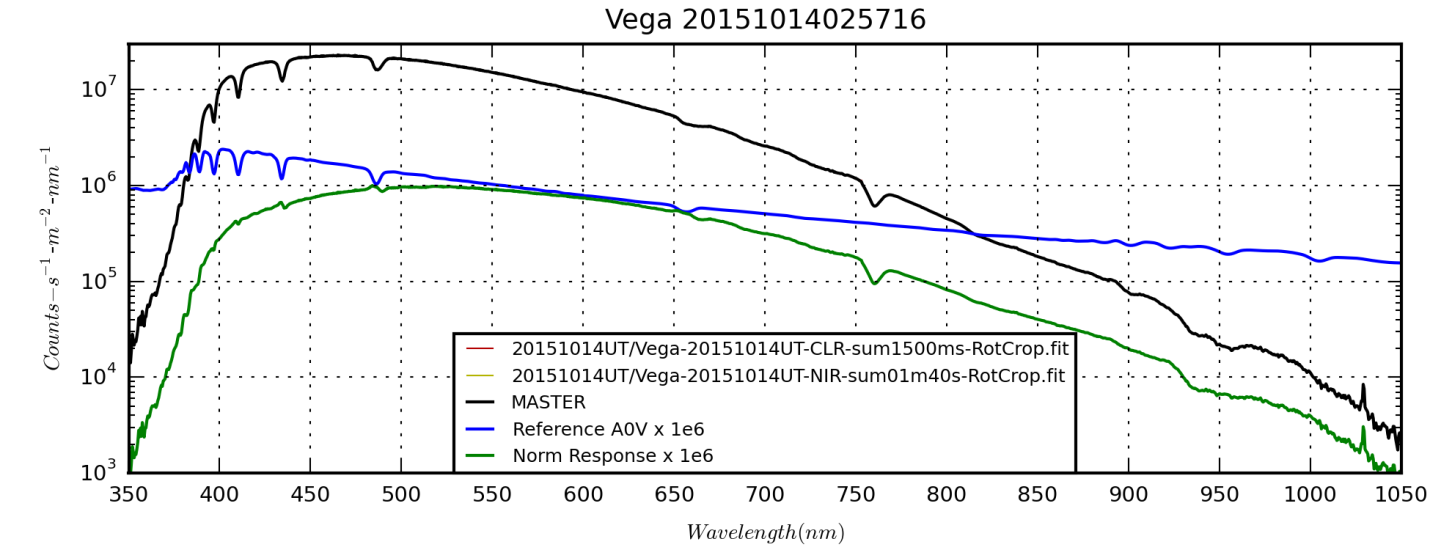 Vega 20151014025716
Counts−s⁻¹-m⁻²-nm⁻¹
10⁷
10⁶
10⁵
10⁴
10³
20151014UT/Vega-20151014UT-CLR-sum1500ms-RotCrop.fit
20151014UT/Vega-20151014UT-NIR-sum01m40s-RotCrop.fit
MASTER
Reference A0V x 1e6
Norm Response x 1e6
350 400 450 500 550 600 650 700 750 800 850 900 950 1000 1050
Wavelength(nm)